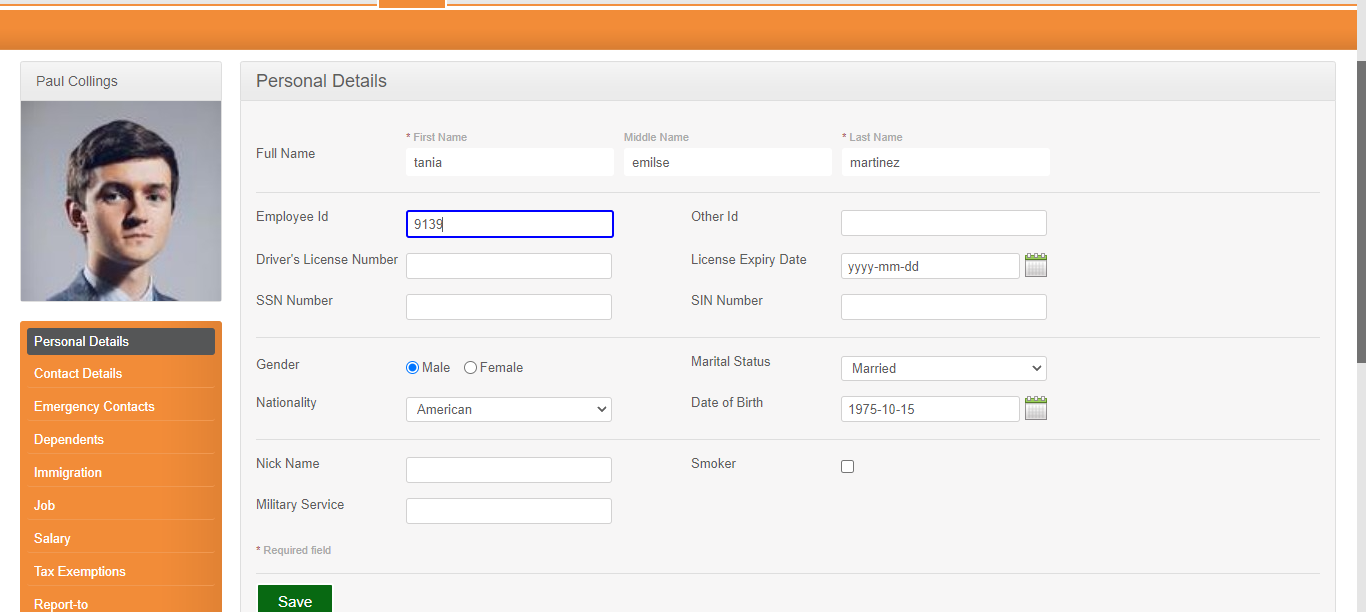 Paul Collings
Personal Details
* First Name Middle Name * Last Name
Full Name tania emilse martinez
Employee Id 9139 Other Id
Driver's License Number License Expiry Date yyyy-mm-dd
SSN Number SIN Number
Gender Male Female Marital Status Married
Nationality American Date of Birth 1975-10-15
Nick Name Smoker
Military Service
* Required field
Save
Personal Details
Contact Details
Emergency Contacts
Dependents
Immigration
Job
Salary
Tax Exemptions
Report-to